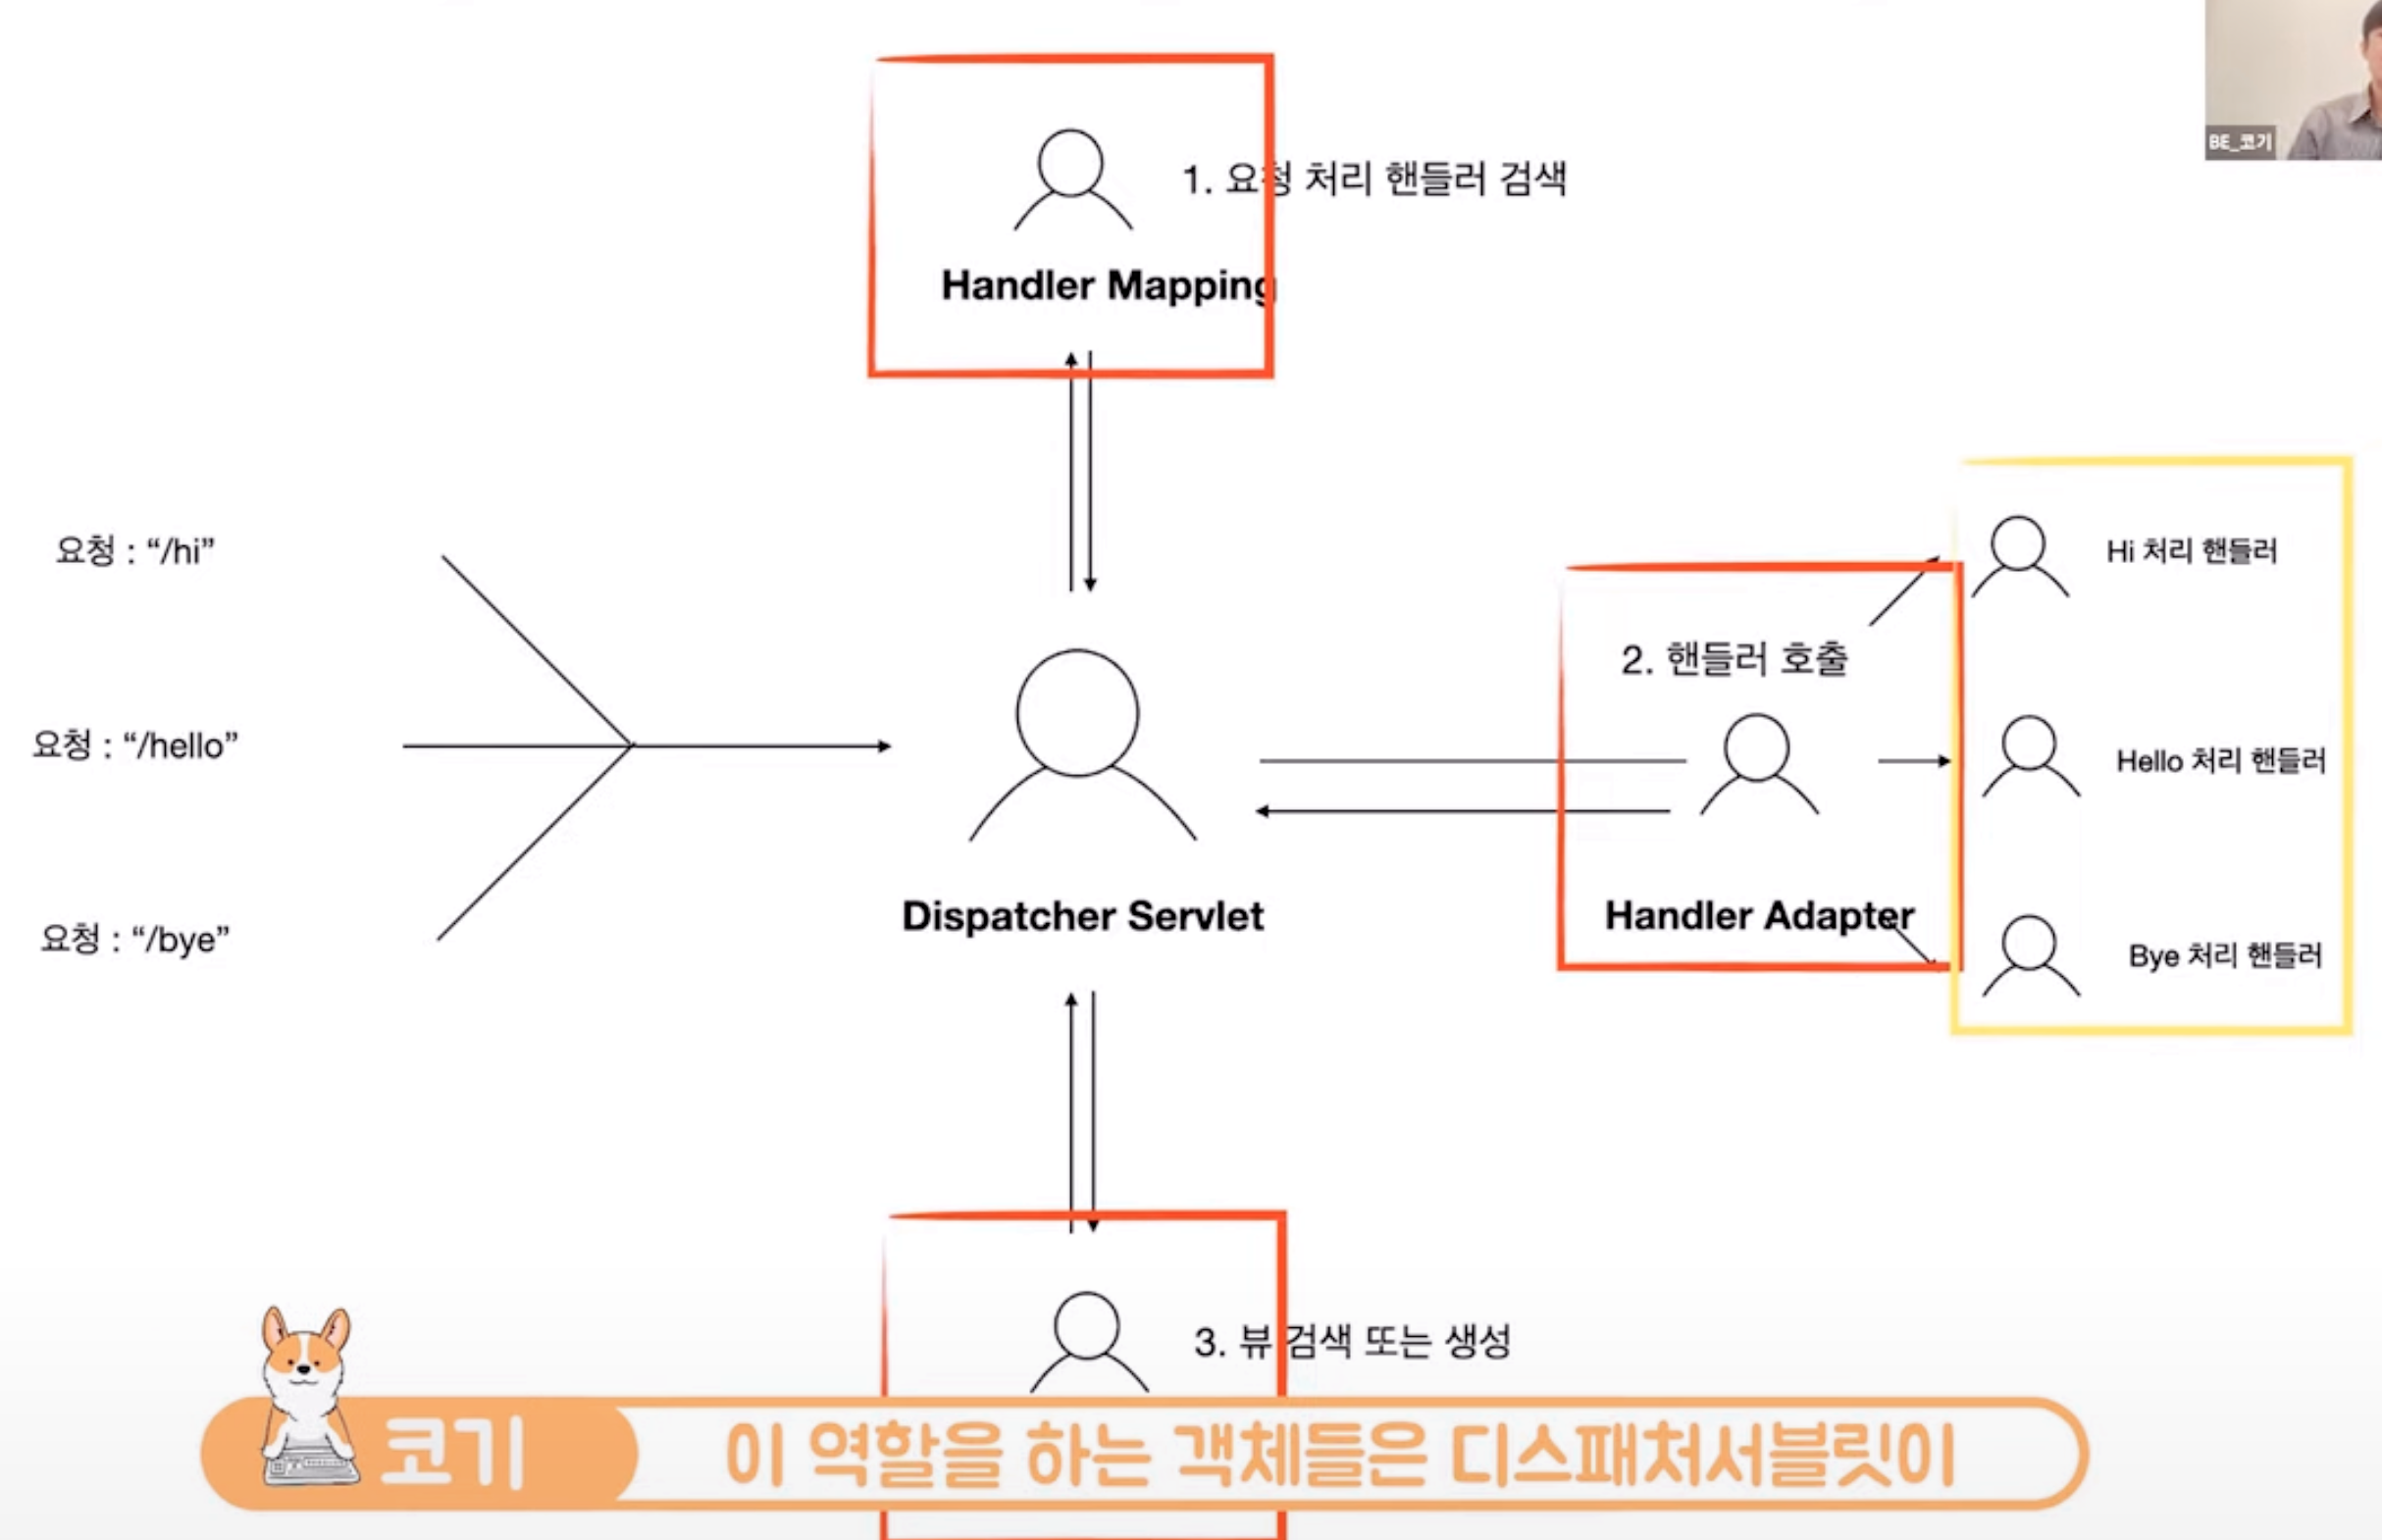 BE_코기
1. 요청 처리 핸들러 검색
Handler Mapping
요청 : “/hi”
요청 : “/hello”
요청 : “/bye”
Dispatcher Servlet
2. 핸들러 호출
Handler Adapter
Hi 처리 핸들러
Hello 처리 핸들러
Bye 처리 핸들러
3. 뷰 검색 또는 생성
코기
이 역할을 하는 객체들은 디스패처서블릿이